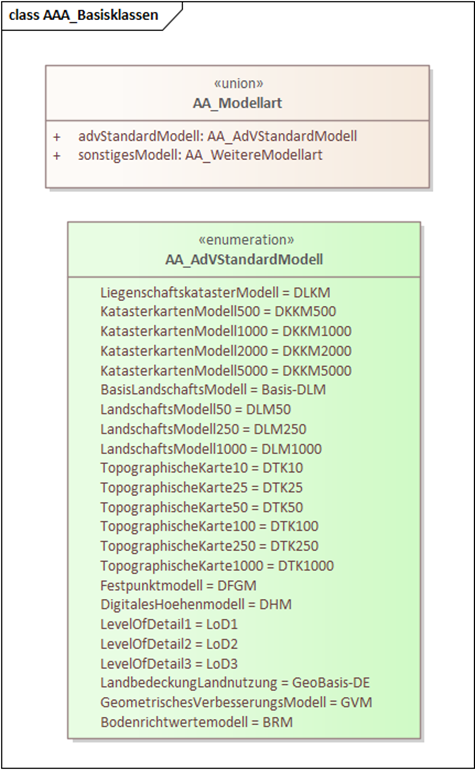 class AAA_Basisklassen
«union»
AA_Modellart
+ advStandardModell: AA_AdVStandardModell
+ sonstigesModell: AA_WeitereModellart
«enumeration»
AA_AdVStandardModell
LiegenschaftskatasterModell = DLKM
KatasterkartenModell500 = DKKM500
KatasterkartenModell1000 = DKKM1000
KatasterkartenModell2000 = DKKM2000
KatasterkartenModell5000 = DKKM5000
BasisLandschaftsModell = Basis-DLM
LandschaftsModell50 = DLM50
LandschaftsModell250 = DLM250
LandschaftsModell1000 = DLM1000
TopographischeKarte10 = DTK10
TopographischeKarte25 = DTK25
TopographischeKarte50 = DTK50
TopographischeKarte100 = DTK100
TopographischeKarte250 = DTK250
TopographischeKarte1000 = DTK1000
Festpunktmodell = DFGM
DigitalesHoehenmodell = DHM
LevelOfDetail1 = LoD1
LevelOfDetail2 = LoD2
LevelOfDetail3 = LoD3
LandbedeckungLandnutzung = GeoBasis-DE
GeometrischesVerbesserungsModell = GVM
Bodenrichtwertemodell = BRM